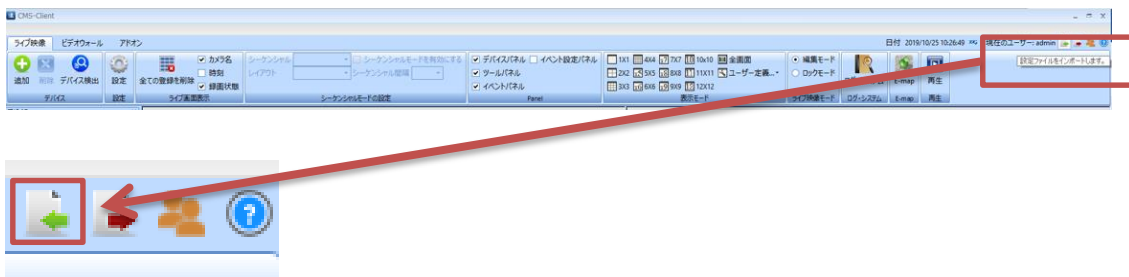 CMS-Client
ライブ映像 ビデオウォール アドオン 日付 2019/10/25 10:26:49 現在のユーザー: admin
追加 削除 デバイス検出 設定 全ての登録を削除 カメラ名 時刻 録画状態
シーケンシャル シーケンシャルモードを有効にする
レイアウト シーケンシャル間隔
デバイスパネル イベント設定パネル
ツールパネル
イベントパネル
1X1 4X4 7X7 10x10 全画面
2X2 5X5 8X8 11X11 ユーザー定義...
3X3 6X6 9X9 12X12
編集モード
ロックモード
E-map 再生
設定ファイルをインポートします。
デバイス 設定 ライブ画面表示 シーケンシャルモードの設定 Panel 表示モード ライブ映像モード ログ-システム E-map 再生
?